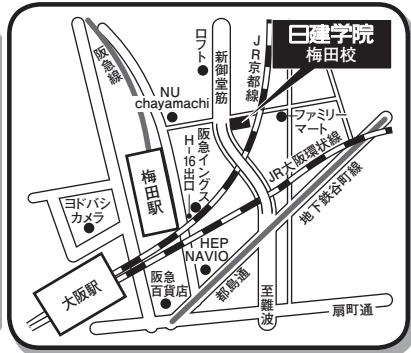 日建学院
梅田校
阪急線
ロフト
新御堂筋
JR京都線
NU
chayamachi
ファミリー
マート
阪急イングス
H-16出口
梅田駅
JR大阪環状線
地下鉄谷町線
ヨドバシ
カメラ
HEP
NAVIO
大阪駅
阪急
百貨店
都島通
至難波
扇町通